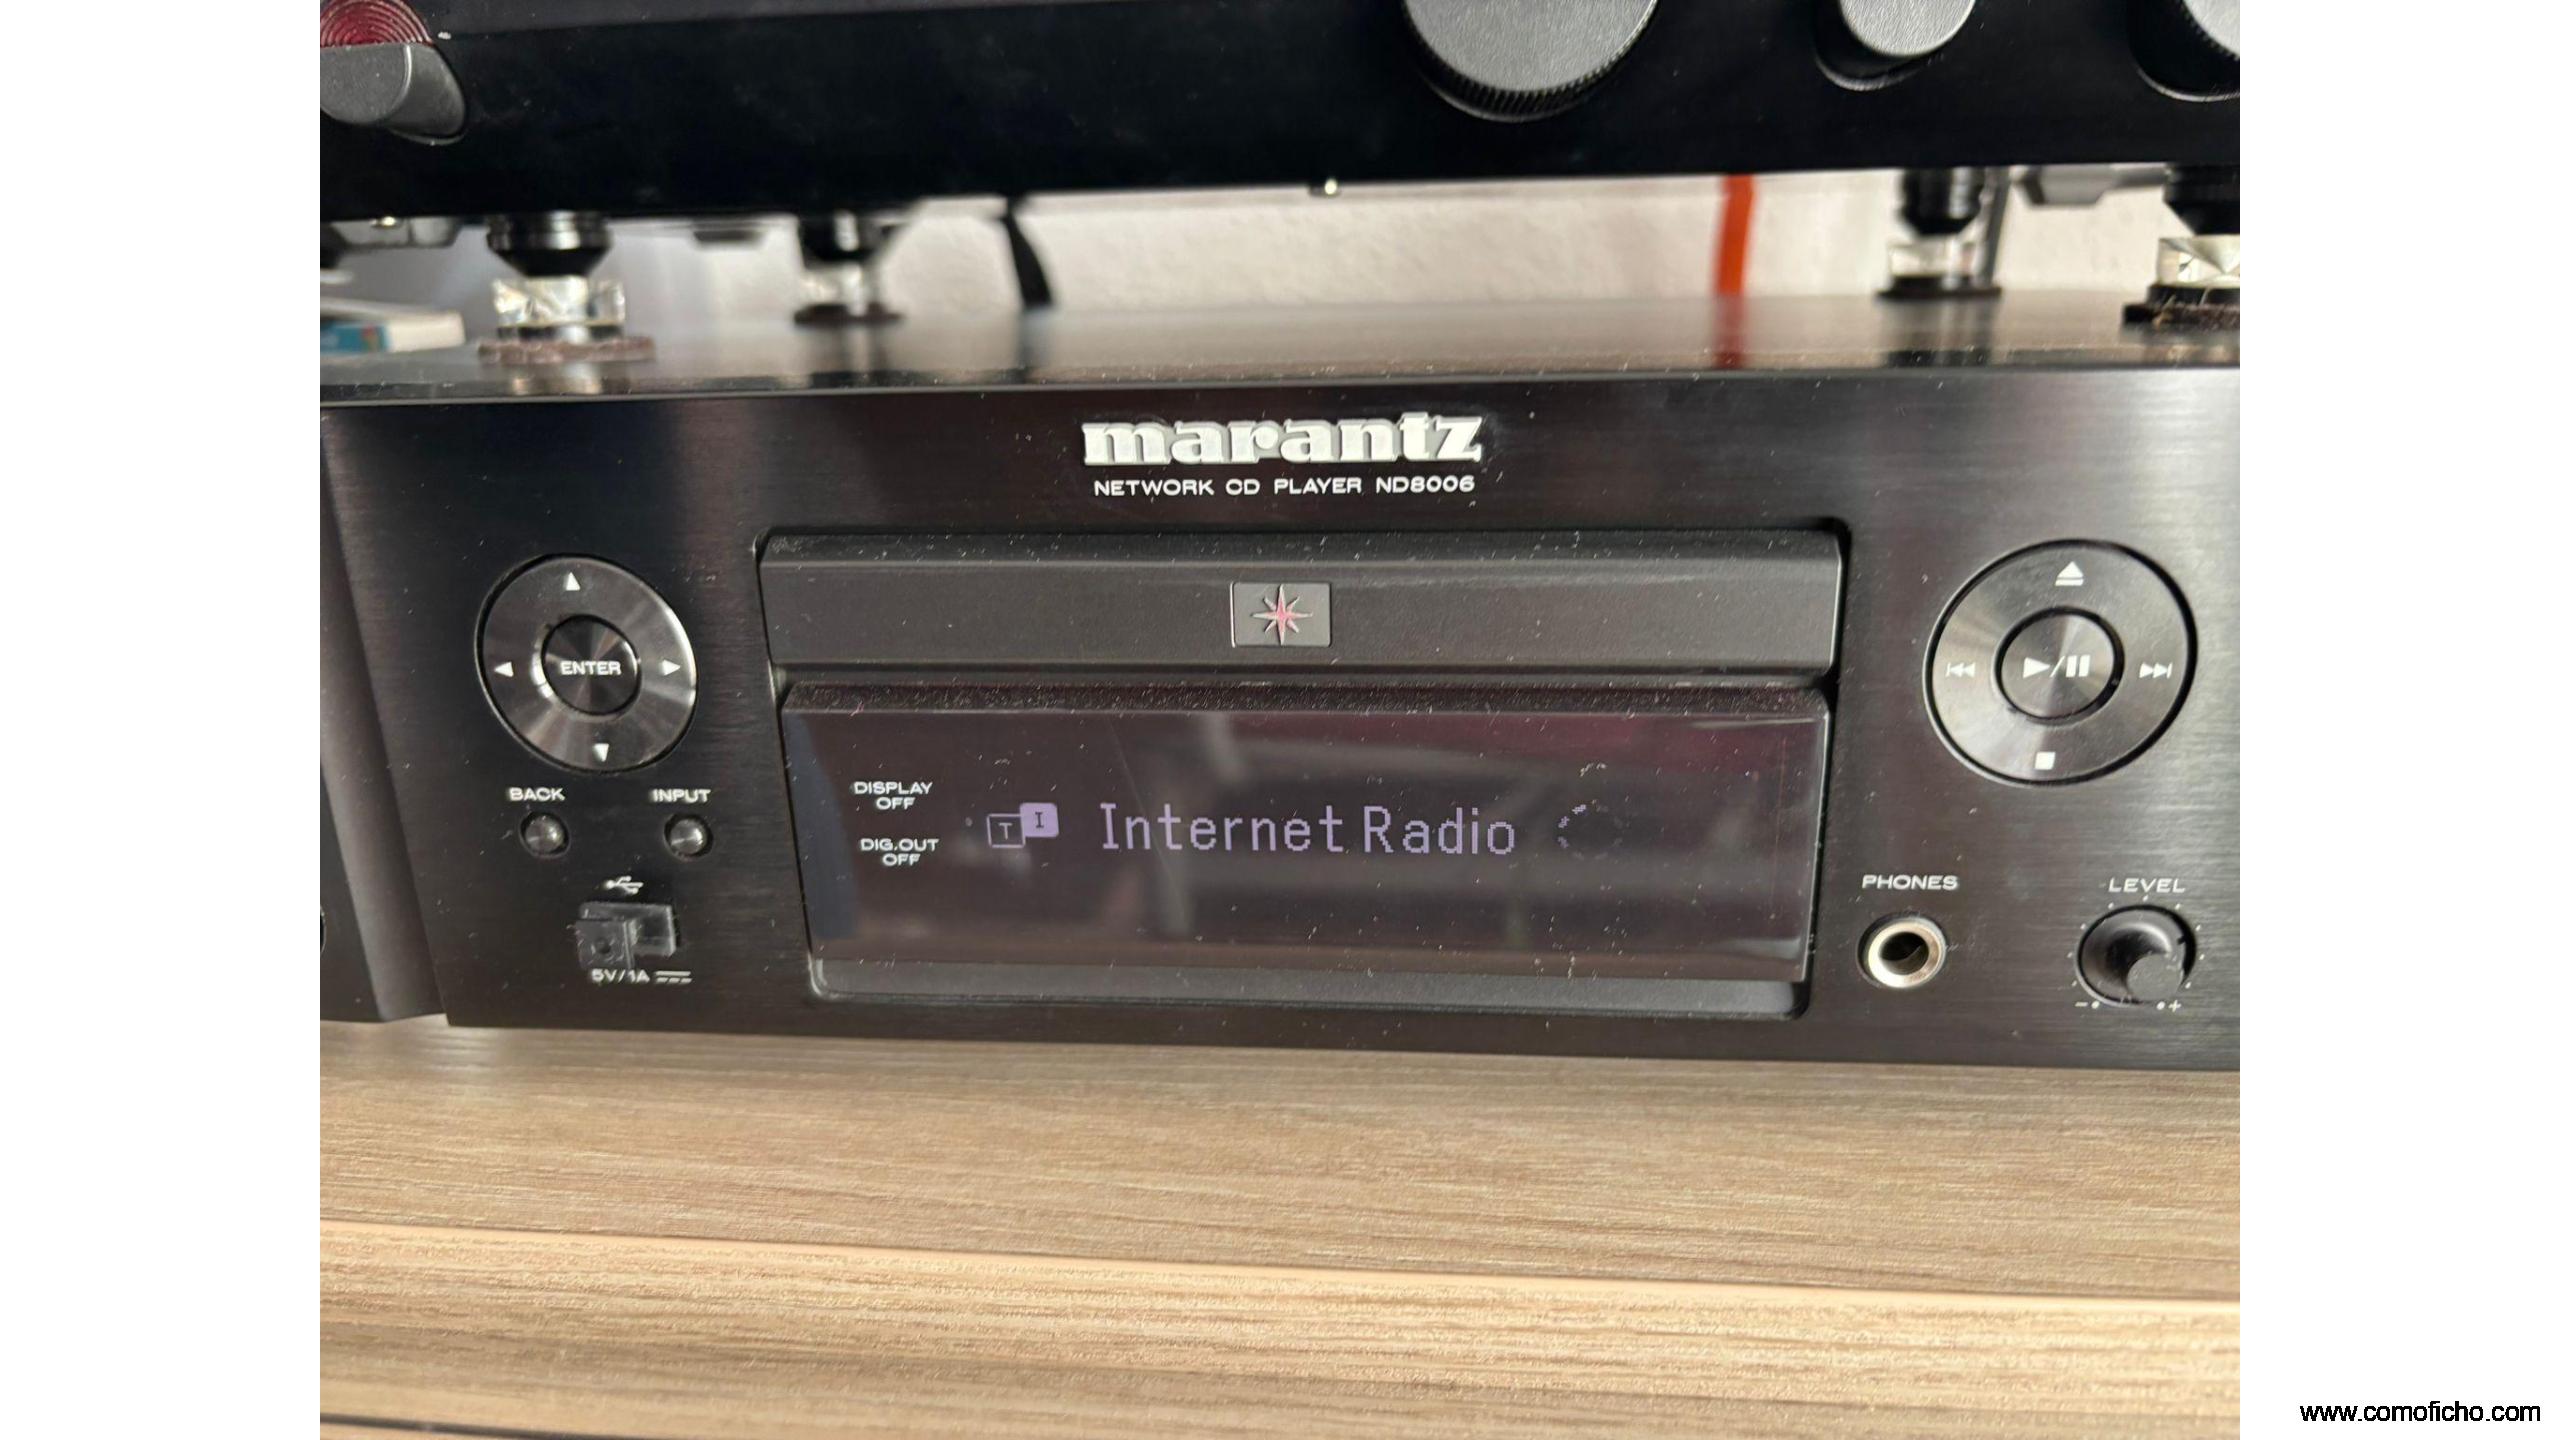 marantz
NETWORK CD PLAYER ND8006
ENTER
BACK
INPUT
5V/1A
DISPLAY
OFF
DIG.OUT
OFF
T I
Internet Radio
PHONES
LEVEL
- +
www.comoficho.com